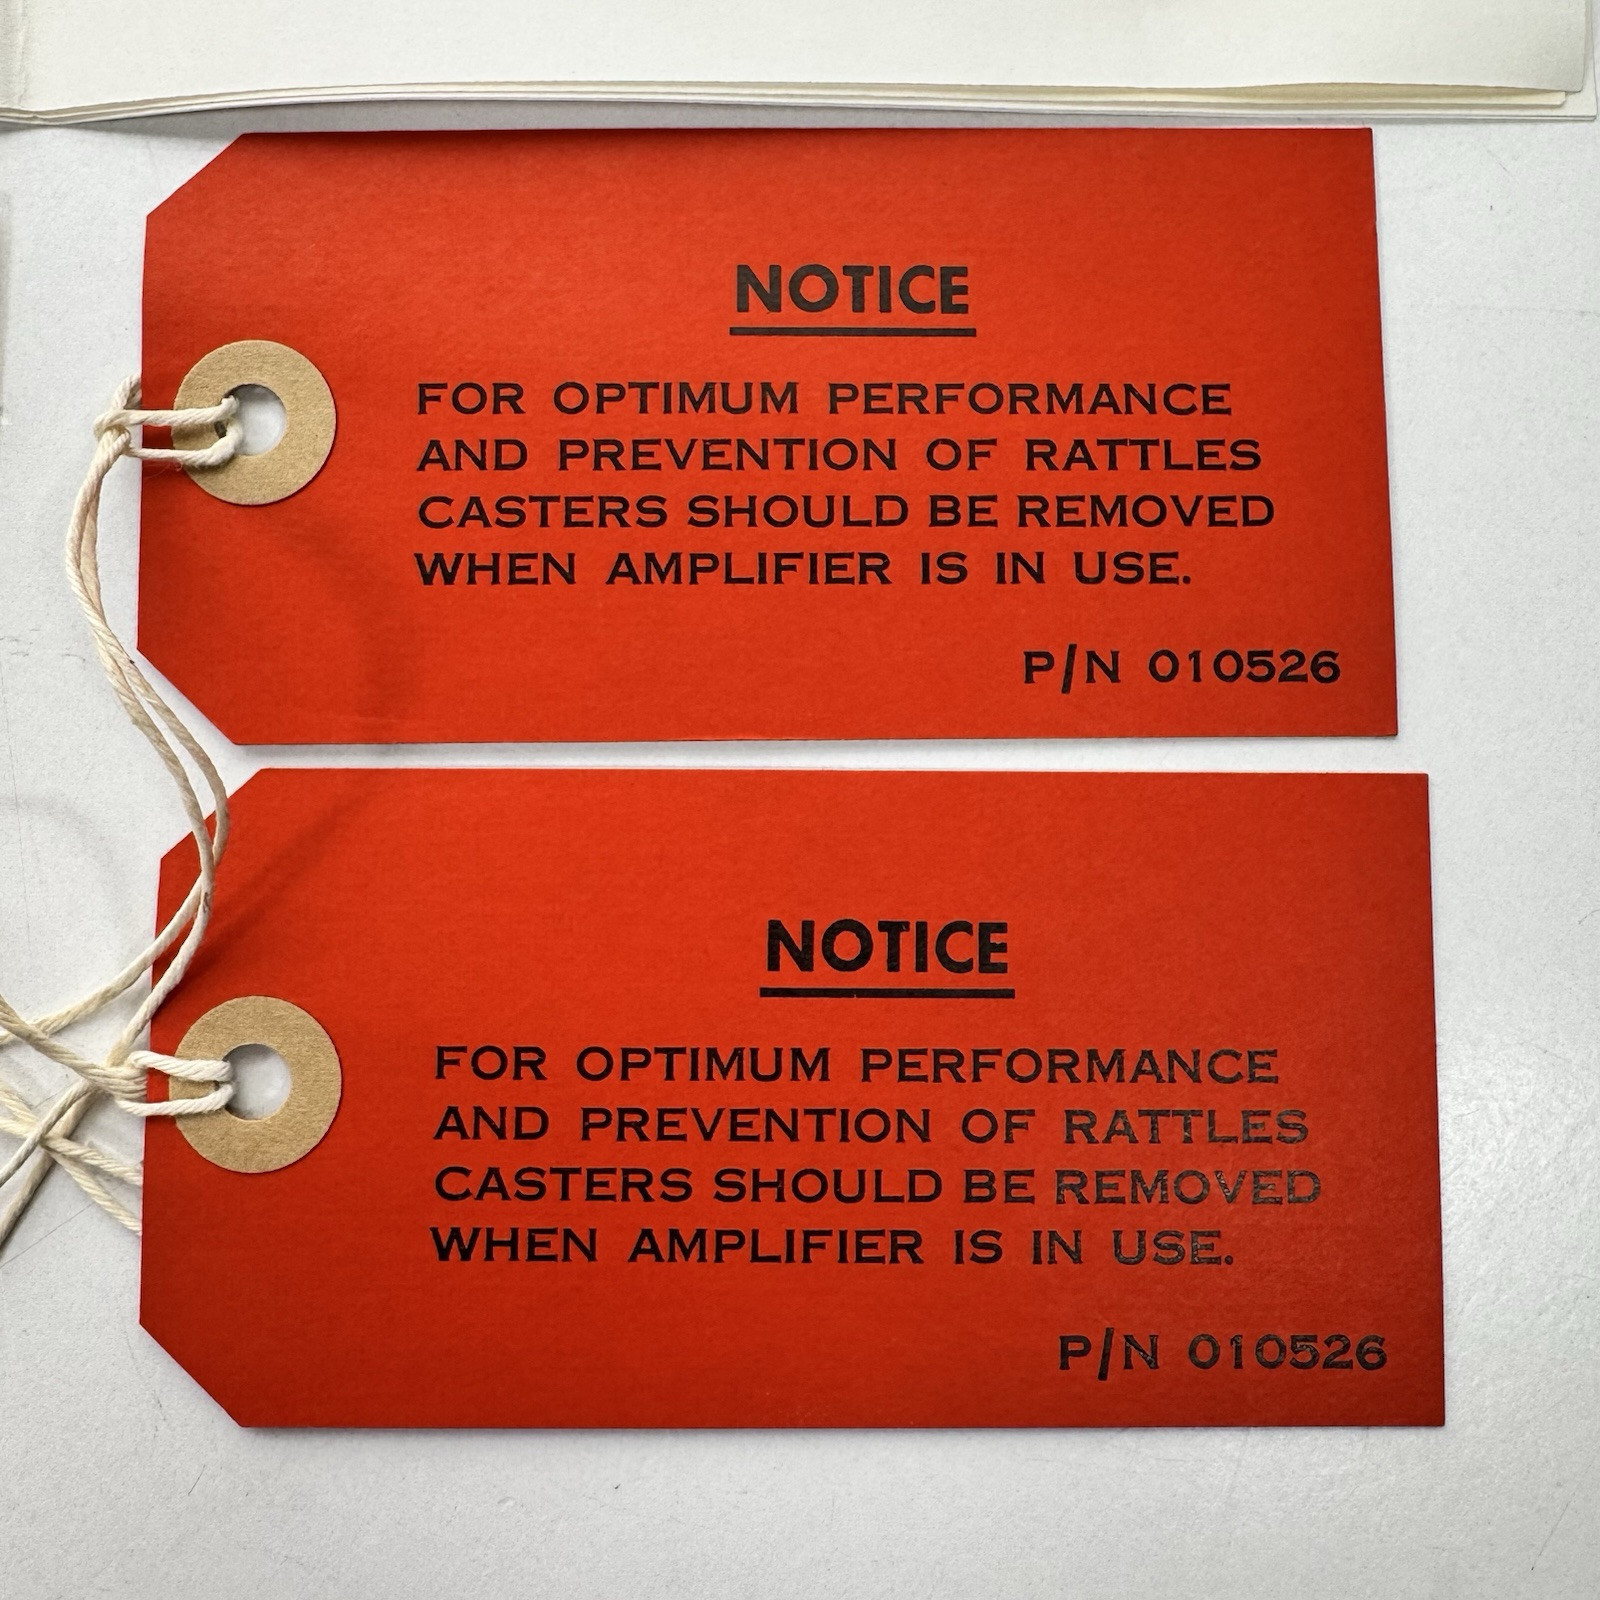 NOTICE
FOR OPTIMUM PERFORMANCE
AND PREVENTION OF RATTLES
CASTERS SHOULD BE REMOVED
WHEN AMPLIFIER IS IN USE.
P/N 010526
NOTICE
FOR OPTIMUM PERFORMANCE
AND PREVENTION OF RATTLES
CASTERS SHOULD BE REMOVED
WHEN AMPLIFIER IS IN USE.
P/N 010526